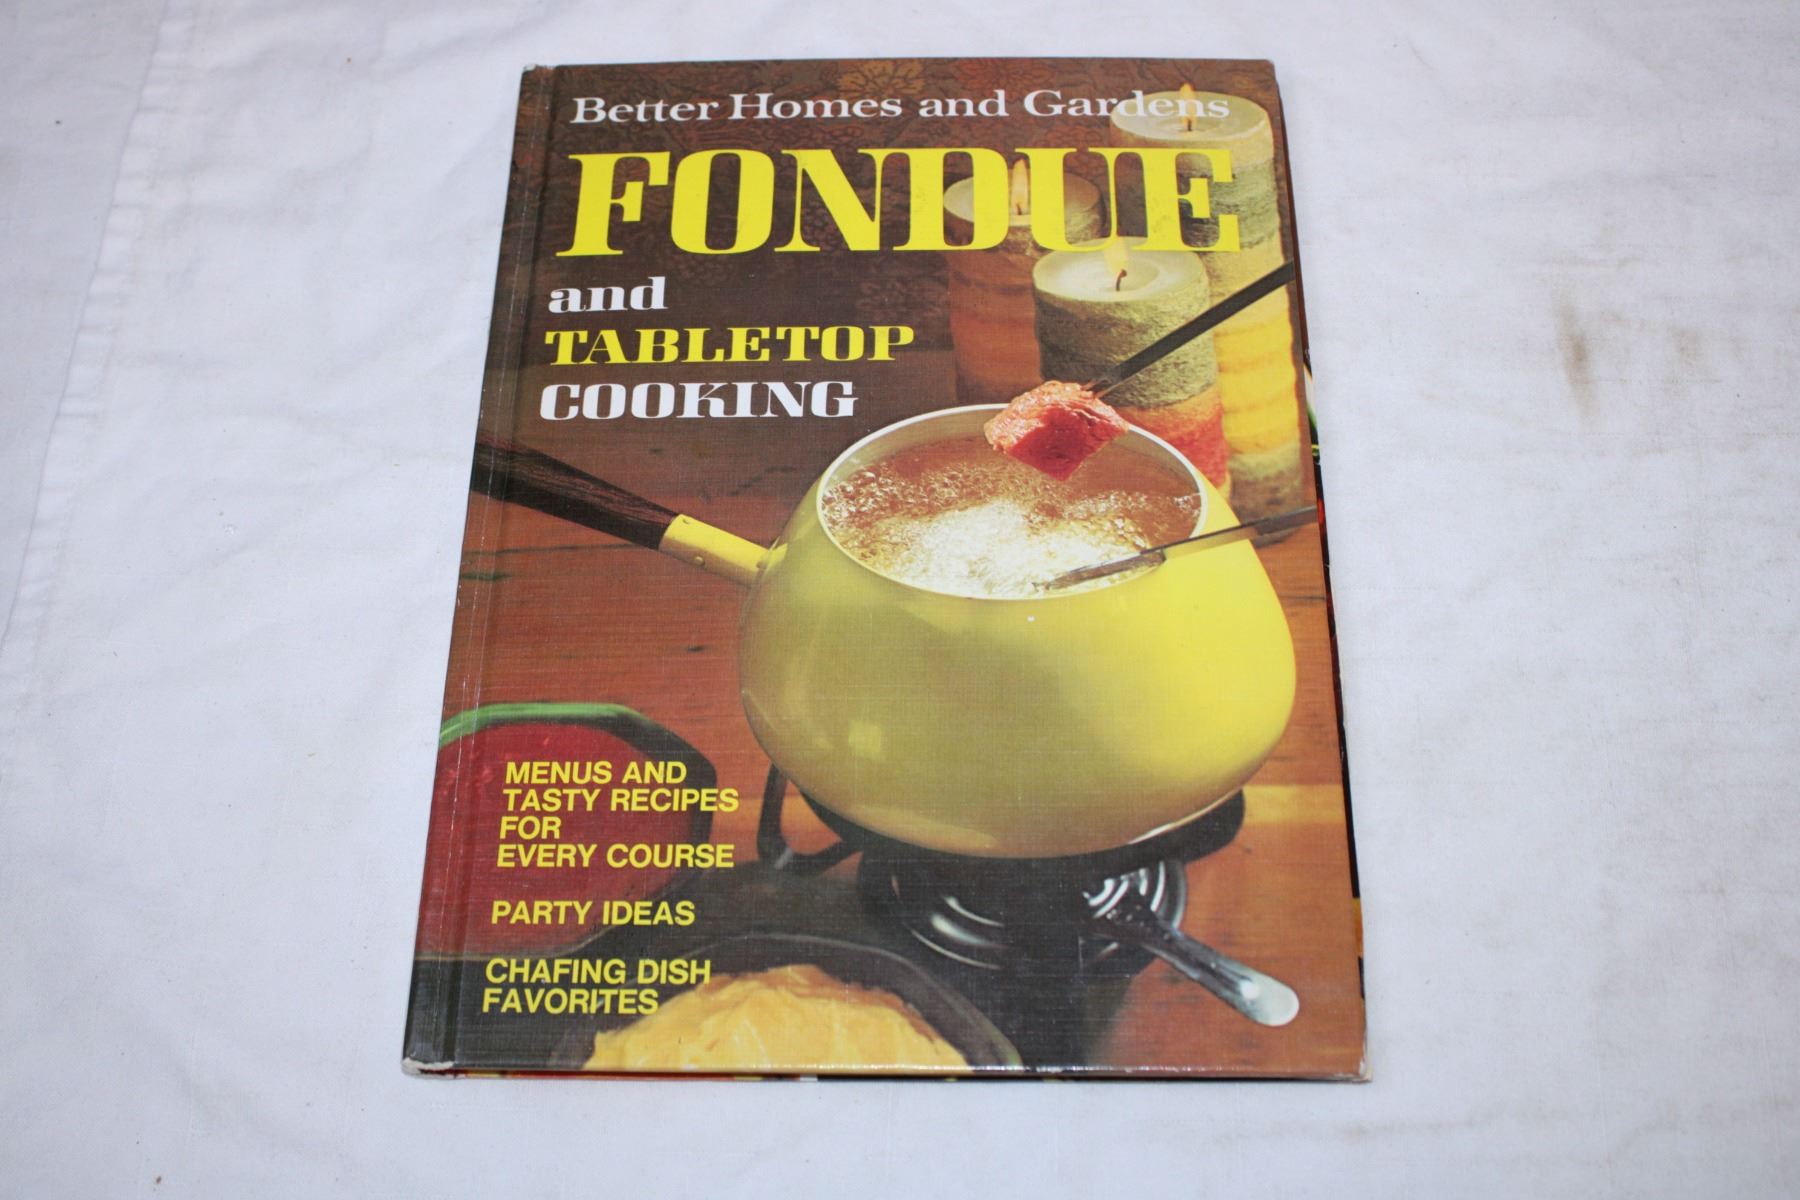 Better Homes and Gardens
FONDUE
and
TABLETOP
COOKING
MENUS AND
TASTY RECIPES
FOR
EVERY COURSE
PARTY IDEAS
CHAFING DISH
FAVORITES